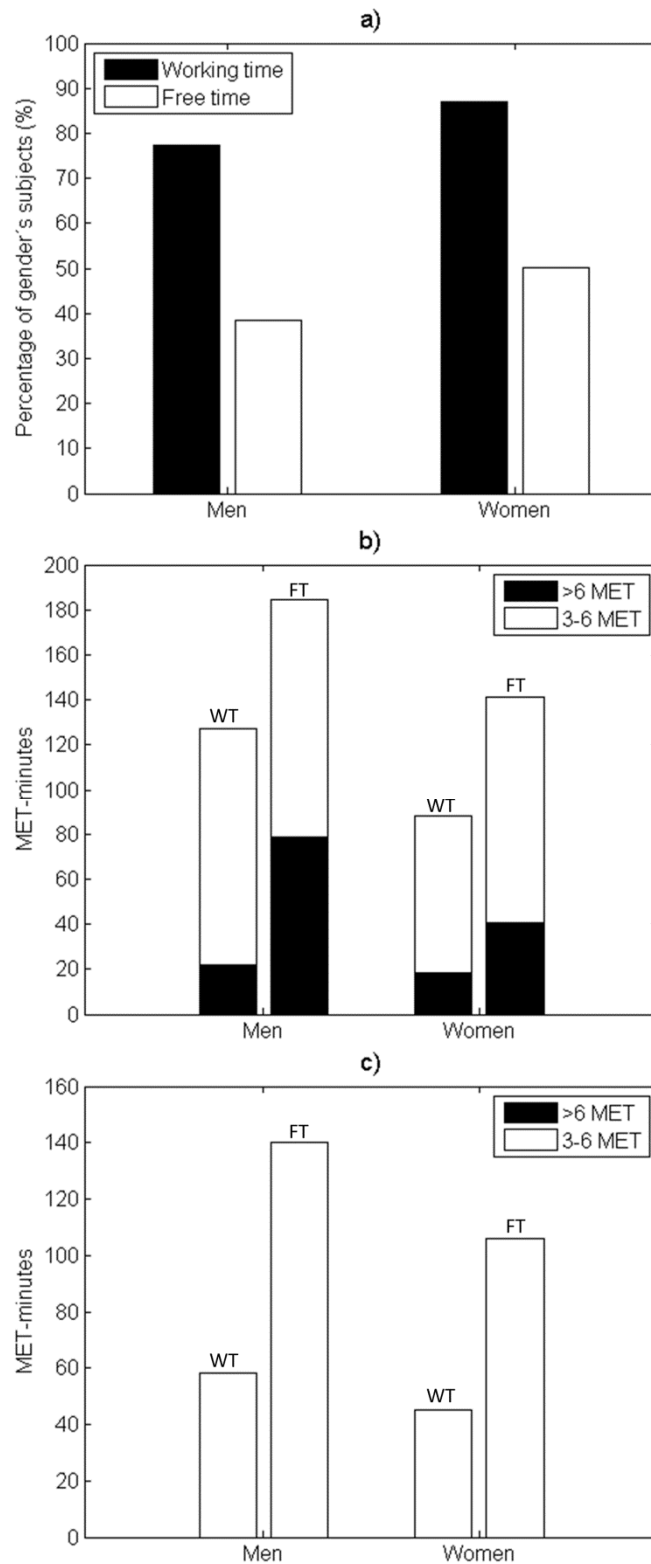 a)
100
90
80
70
60
50
40
30
20
10
0
Percentage of gender´s subjects (%)
Working time
Free time
Men
Women
b)
200
180
160
140
120
100
80
60
40
20
0
MET-minutes
>6 MET
3-6 MET
WT
FT
WT
FT
Men
Women
c)
160
140
120
100
80
60
40
20
0
MET-minutes
>6 MET
3-6 MET
WT
FT
WT
FT
Men
Women